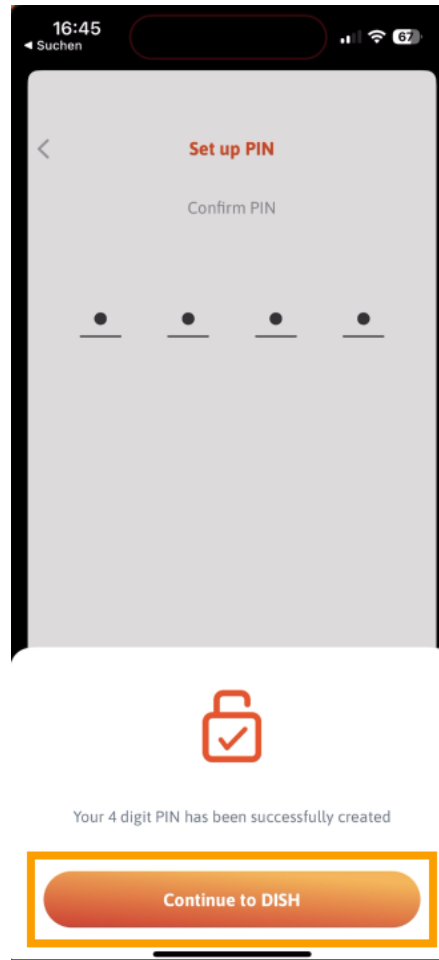 16:45
◀ Suchen
67
Set up PIN
Confirm PIN
Your 4 digit PIN has been successfully created
Continue to DISH